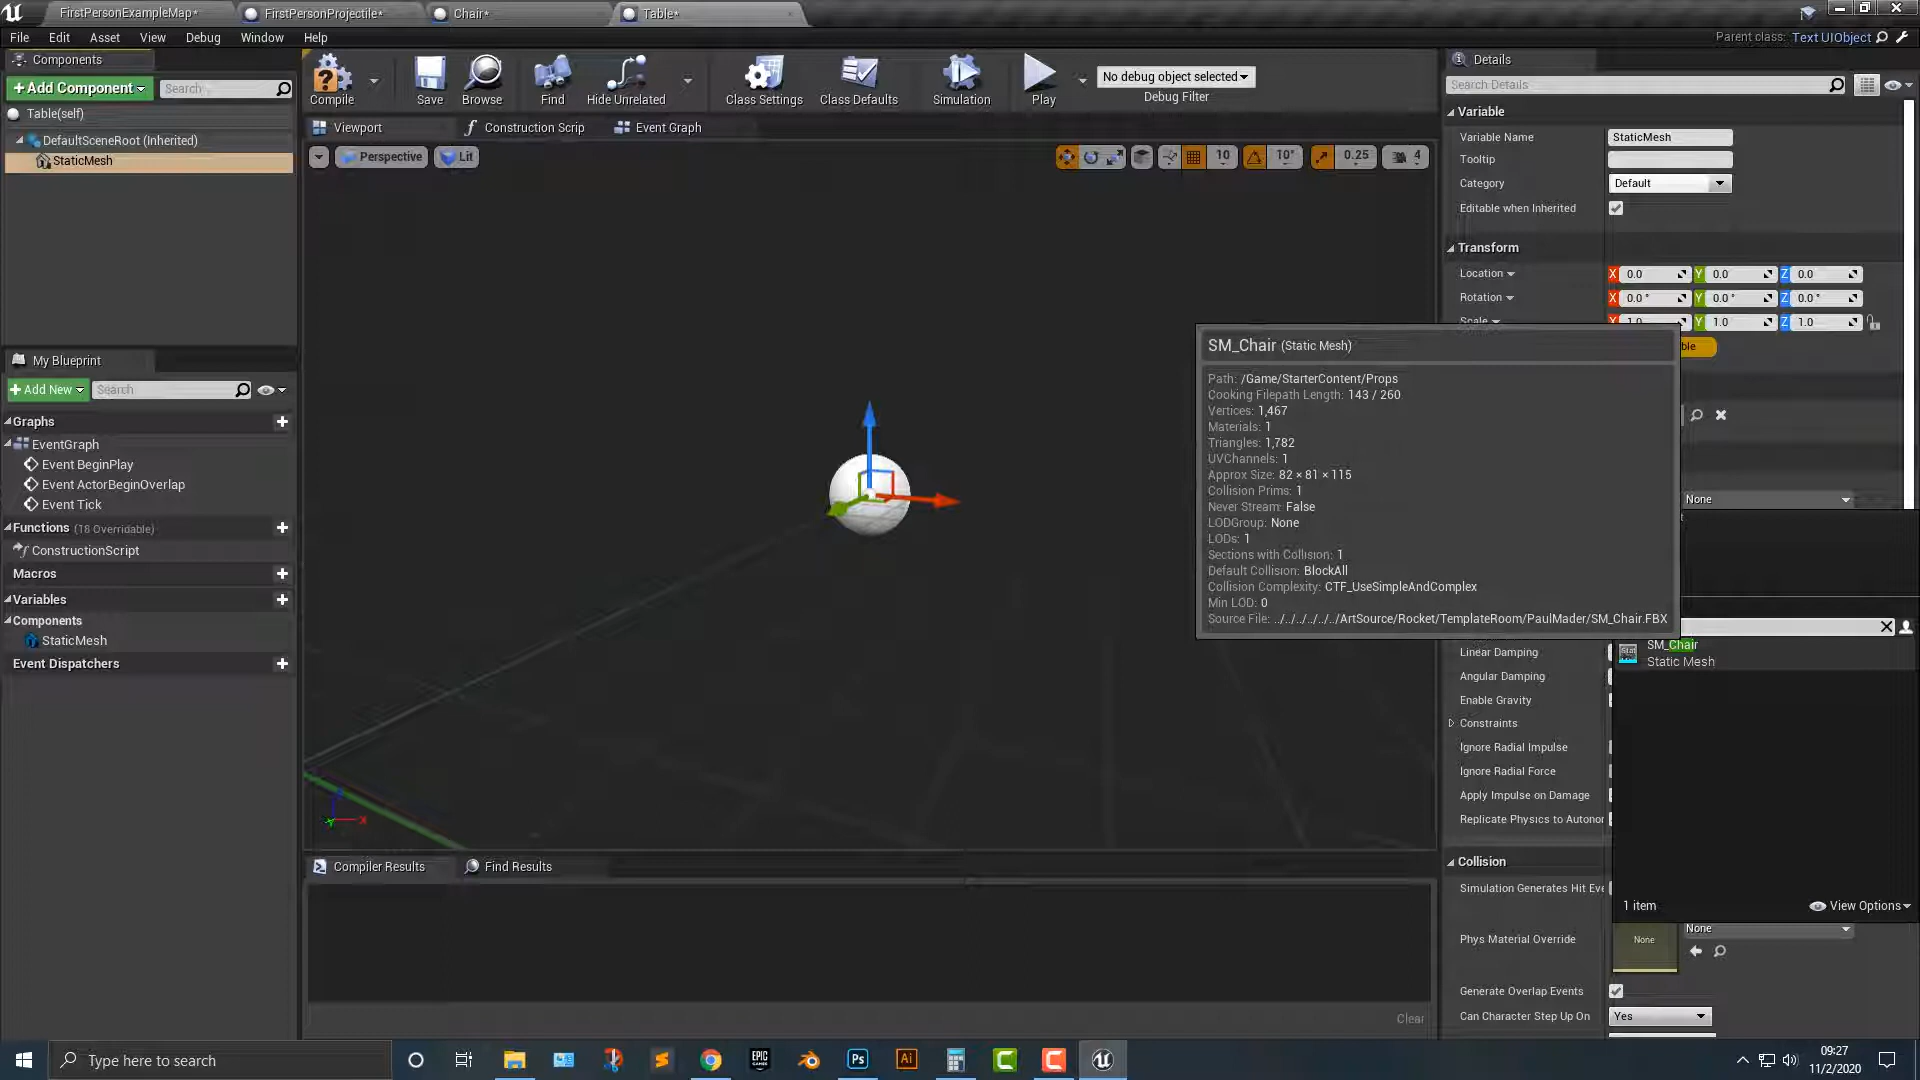 FirstPersonExampleMap*
FirstPersonProjectile*
Chair*
Table*
File Edit Asset View Debug Window Help
Parent class: Text UIObject
Components
+Add Component
Search
Table(self)
DefaultSceneRoot (Inherited)
StaticMesh
Compile
Save
Browse
Find
Hide Unrelated
Class Settings
Class Defaults
Simulation
Play
No debug object selected
Debug Filter
Viewport
Construction Scrip
Event Graph
Perspective
Lit
10
10°
0.25
4
My Blueprint
+Add New
Search
Graphs
EventGraph
Event BeginPlay
Event ActorBeginOverlap
Event Tick
Functions (18 Overridable)
ConstructionScript
Macros
Variables
Components
StaticMesh
Event Dispatchers
Details
Search Details
Variable
Variable Name StaticMesh
Tooltip
Category Default
Editable when Inherited
Transform
Location X 0.0 Y 0.0 Z 0.0
Rotation X 0.0 ° Y 0.0 ° Z 0.0 °
Scale X 1.0 Y 1.0 Z 1.0
ble
SM_Chair (Static Mesh)
Path: /Game/StarterContent/Props
Cooking Filepath Length: 143 / 260
Vertices: 1,467
Materials: 1
Triangles: 1,782
UVChannels: 1
Approx Size: 82 × 81 × 115
Collision Prims: 1
Never Stream: False
LODGroup: None
LODs: 1
Sections with Collision: 1
Default Collision: BlockAll
Collision Complexity: CTF_UseSimpleAndComplex
Min LOD: 0
Source File: ../../../../../../ArtSource/Rocket/TemplateRoom/PaulMader/SM_Chair.FBX
None
SM_Chair
Static Mesh
Linear Damping
Angular Damping
Enable Gravity
Constraints
Ignore Radial Impulse
Ignore Radial Force
Apply Impulse on Damage
Replicate Physics to Autonor
Collision
Simulation Generates Hit Eve
1 item
View Options
Phys Material Override
None
None
Generate Overlap Events
Can Character Step Up On Yes
Compiler Results
Find Results
Clear
Type here to search
EPIC GAMES
Ps
Ai
09:27
11/2/2020